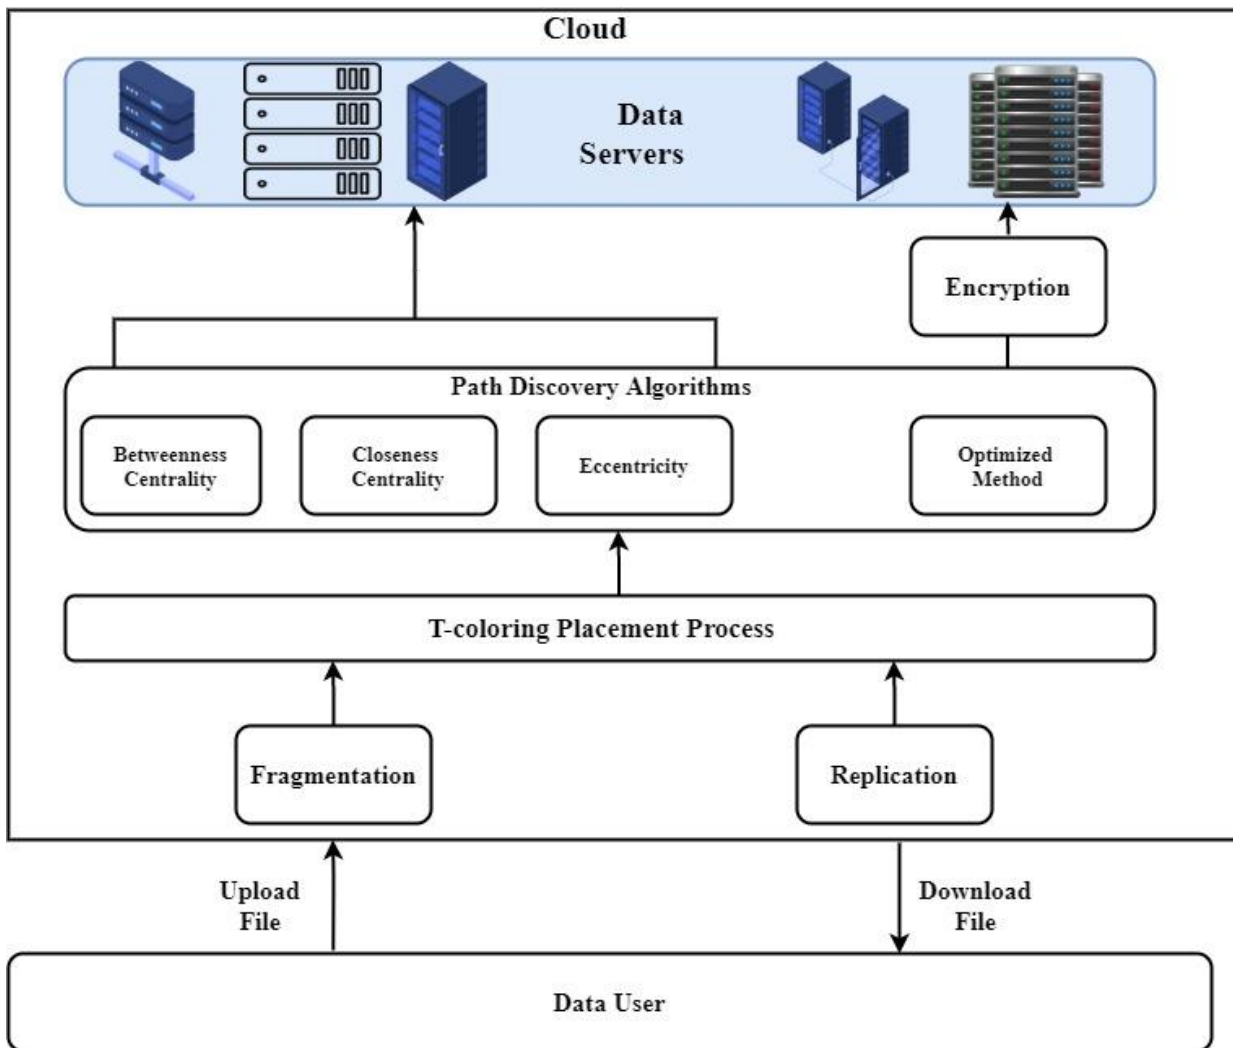 Cloud
Data
Servers
Encryption
Path Discovery Algorithms
Betweenness
Centrality
Closeness
Centrality
Eccentricity
Optimized
Method
T-coloring Placement Process
Fragmentation
Replication
Upload
File
Download
File
Data User